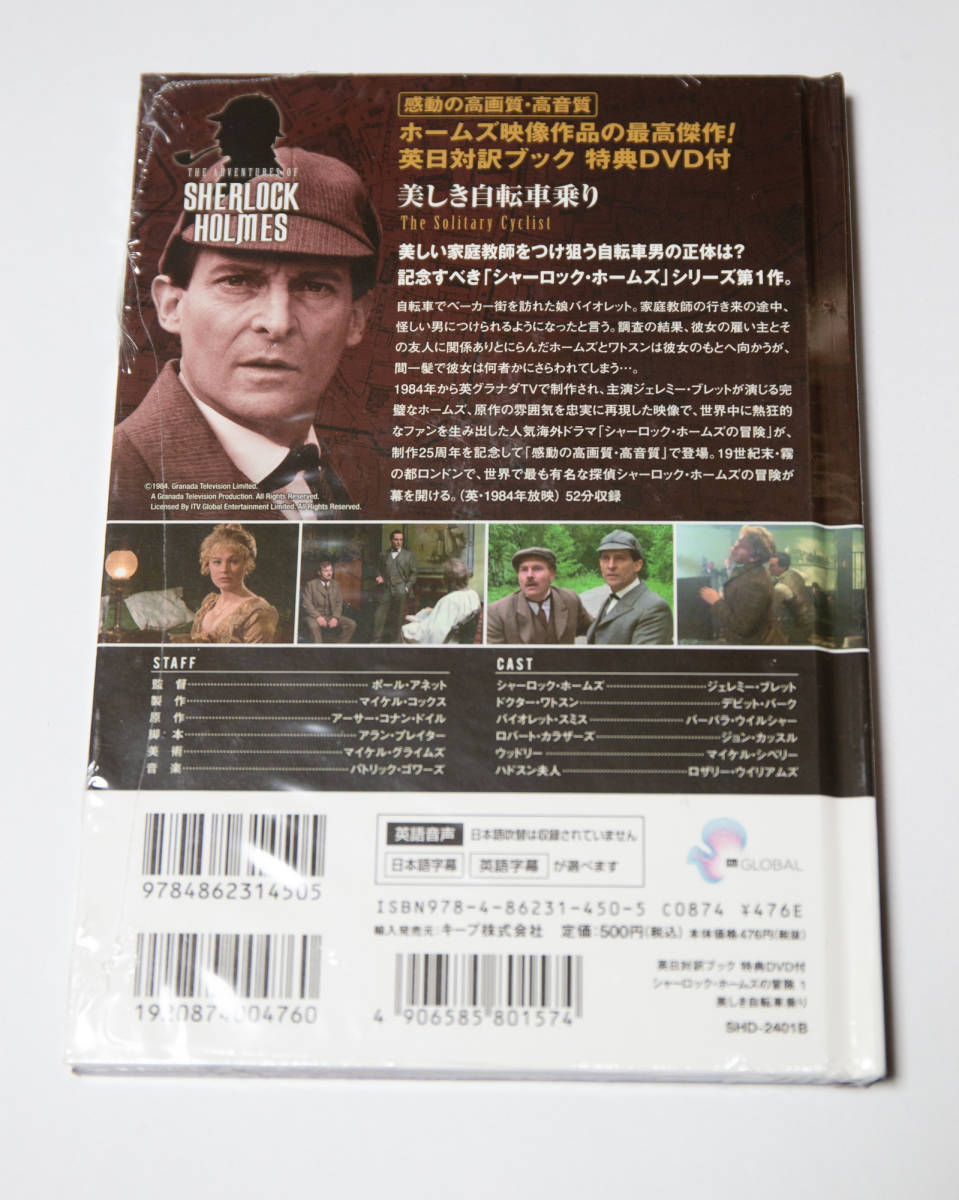 THE ADVENTURES OF
SHERLOCK
HOLMES
感動の高画質・高音質
ホームズ映像作品の最高傑作!
英日対訳ブック 特典DVD付
美しき自転車乗り
The Solitary Cyclist
美しい家庭教師をつけ狙う自転車男の正体は?
記念すべき「シャーロック・ホームズ」シリーズ第1作。
自転車でベーカー街を訪れた娘バイオレット。家庭教師の行き来の途中、
怪しい男につけられるようになったと言う。調査の結果、彼女の雇い主とそ
の友人に関係ありとにらんだホームズとワトスンは彼女のもとへ向かうが、
間一髪で彼女は何者かにさらわれてしまう…。
1984年から英グラナダTVで制作され、主演ジェレミー・ブレットが演じる完
璧なホームズ、原作の雰囲気を忠実に再現した映像で、世界中に熱狂的
なファンを生み出した人気海外ドラマ「シャーロック・ホームズの冒険」が、
制作25周年を記念して「感動の高画質・高音質」で登場。19世紀末・霧
の都ロンドンで、世界で最も有名な探偵シャーロック・ホームズの冒険が
幕を開ける。(英・1984年放映) 52分収録
©1984. Granada Television Limited.
A Granada Television Production. All Rights Reserved.
Licensed By ITV Global Entertainment Limited. All Rights Reserved.
STAFF
監督 ポール・アネット
製作 マイケル・コックス
原作 アーサー・コナン・ドイル
脚本 アラン・プレイター
美術 マイケル・グライムズ
音楽 パトリック・ゴワーズ
CAST
シャーロック・ホームズ ジェレミー・ブレット
ドクター・ワトスン デビット・バーク
バイオレット・スミス バーバラ・ウイルシャー
ロバート・カラザーズ ジョン・カッスル
ウッドリー マイケル・シベリー
ハドスン夫人 ロザリー・ウイリアムズ
9784862314505
1920874004760
英語音声 日本語吹替は収録されていません
日本語字幕 英語字幕 が選べます
GLOBAL
ISBN978-4-86231-450-5 C0874 ¥476E
輸入発売元:キープ株式会社 定価:500円(税込) 本体価格476円(税抜)
4 906585 801574
英日対訳ブック 特典DVD付
シャーロック・ホームズの冒険 1
美しき自転車乗り
SHD-2401B